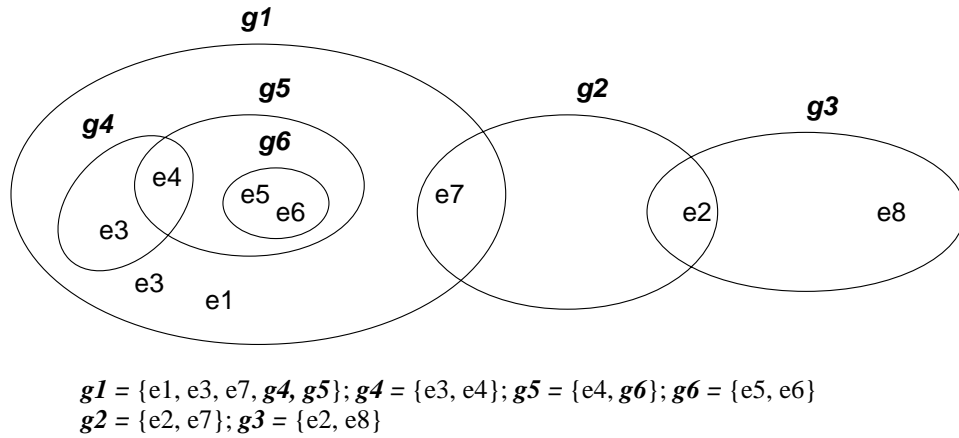 g1
g5
g2
g3
g4
g6
e4
e5
e6
e7
e2
e8
e3
e3
e1
g1 = {e1, e3, e7, g4, g5}; g4 = {e3, e4}; g5 = {e4, g6}; g6 = {e5, e6}
g2 = {e2, e7}; g3 = {e2, e8}